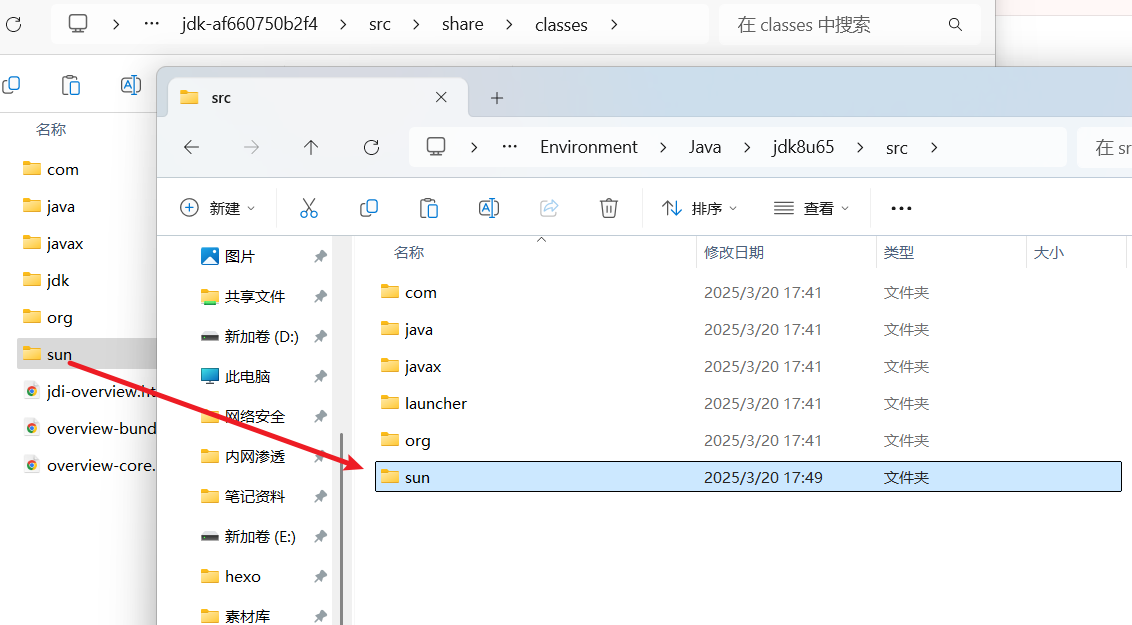 jdk-af660750b2f4 src share classes 在 classes 中搜索
名称
com
java
javax
jdk
org
sun
jdi-overview.ht
overview-bund
overview-core.
src
Environment Java jdk8u65 src 在 sr
新建 排序 查看
图片
共享文件
新加卷 (D:)
此电脑
网络安全
内网渗透
笔记资料
新加卷 (E:)
hexo
素材库
名称 修改日期 类型 大小
com 2025/3/20 17:41 文件夹
java 2025/3/20 17:41 文件夹
javax 2025/3/20 17:41 文件夹
launcher 2025/3/20 17:41 文件夹
org 2025/3/20 17:41 文件夹
sun 2025/3/20 17:49 文件夹